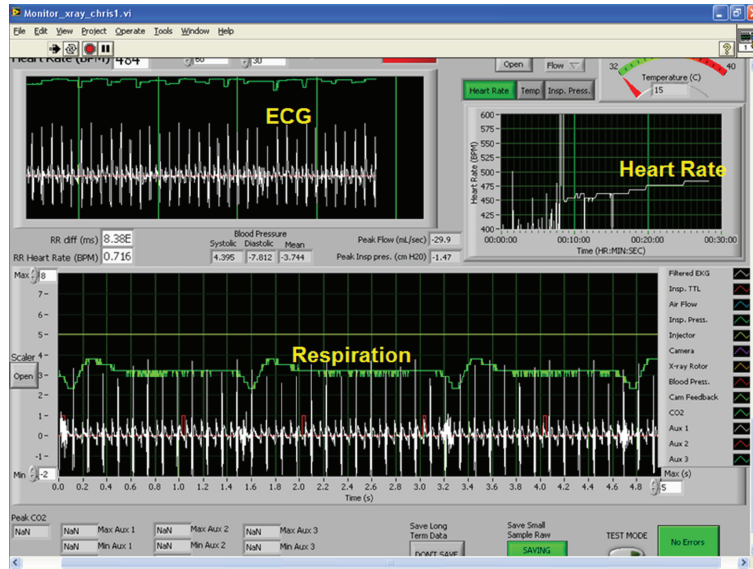 Monitor_xray_chris1.vi
File Edit View Project Operate Tools Window Help
Heart Rate (BPM) 484 60 30
Open Flow
32 40
Temperature (C)
15
Heart Rate Temp Insp. Press.
ECG
600
575
550
525
500
475
450
425
400
Heart Rate (BPM)
Heart Rate
00:00:00 00:10:00 00:20:00 00:30:00
Time (HR:MIN:SEC)
RR diff (ms) 8.38E
RR Heart Rate (BPM) 0.716
Blood Pressure
Systolic Diastolic Mean
4.395 -7.812 -3.744
Peak Flow (mL/sec) -29.9
Peak Insp pres. (cm H20) -1.47
Max 8
7
6
5
4
3
2
1
0
-1
Min -2
Scaler
Open
Respiration
0.0 0.2 0.4 0.6 0.8 1.0 1.2 1.4 1.6 1.8 2.0 2.2 2.4 2.6 2.8 3.0 3.2 3.4 3.6 3.8 4.0 4.2 4.4 4.6 4.8
Time (s)
Max (s)
5
Filtered EKG
Insp. TTL
Air Flow
Insp. Press.
Injector
Camera
X-ray Rotor
Blood Press.
Cam Feedback
CO2
Aux 1
Aux 2
Aux 3
Peak CO2
NaN
NaN Max Aux 1 NaN Max Aux 2 NaN Max Aux 3
NaN Min Aux 1 NaN Min Aux 2 NaN Min Aux 3
Save Long
Term Data
DON'T SAVE
Save Small
Sample Raw
SAVING
TEST MODE
No Errors